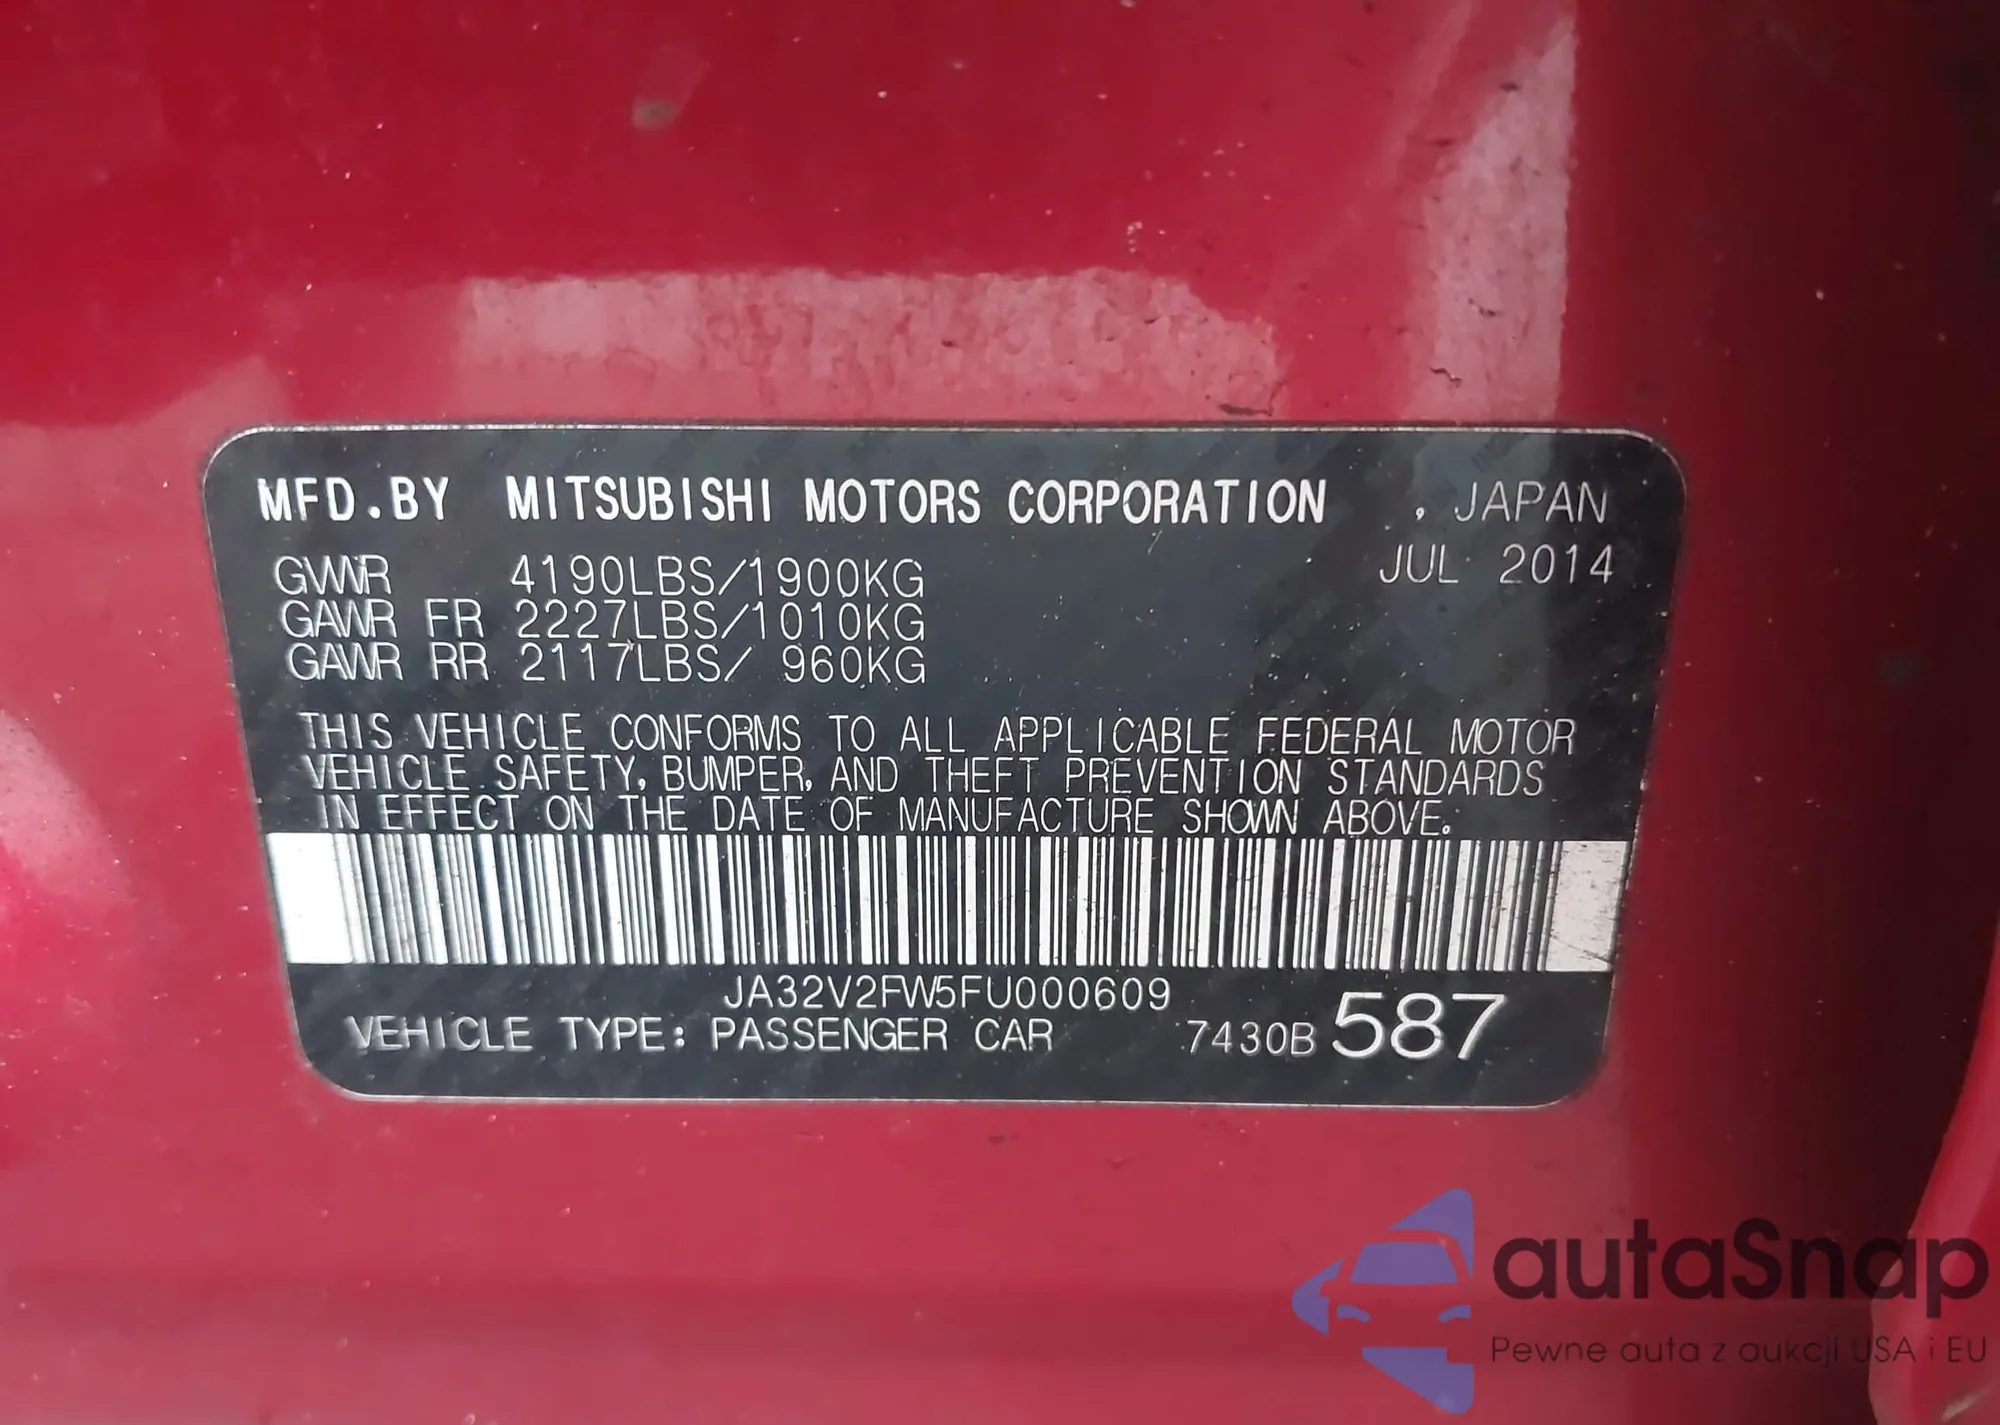 MFD.BY MITSUBISHI MOTORS CORPORATION , JAPAN
JUL 2014
GVWR 4190LBS/1900KG
GAWR FR 2227LBS/1010KG
GAWR RR 2117LBS/ 960KG
THIS VEHICLE CONFORMS TO ALL APPLICABLE FEDERAL MOTOR
VEHICLE SAFETY, BUMPER, AND THEFT PREVENTION STANDARDS
IN EFFECT ON THE DATE OF MANUFACTURE SHOWN ABOVE.
JA32V2FW5FU000609
VEHICLE TYPE: PASSENGER CAR 7430B 587
autaSnap
Pewne auta z aukcji USA i EU